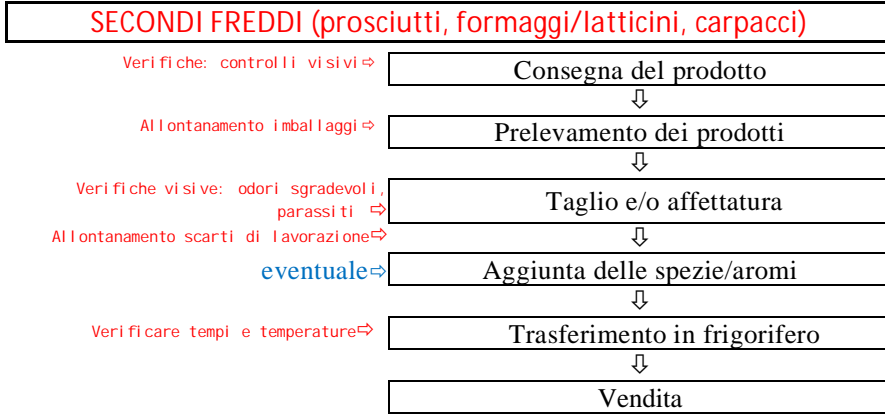 SECONDI FREDDI (prosciutti, formaggi/latticini, carpacci)
Verifiche: controlli visivi⇨
Consegna del prodotto
⇩
Allontanamento imballaggi⇨
Prelevamento dei prodotti
⇩
Verifiche visive: odori sgradevoli,
parassiti ⇨
Taglio e/o affettatura
Allontanamento scarti di lavorazione⇨
⇩
eventuale⇨
Aggiunta delle spezie/aromi
⇩
Verificare tempi e temperature⇨
Trasferimento in frigorifero
⇩
Vendita